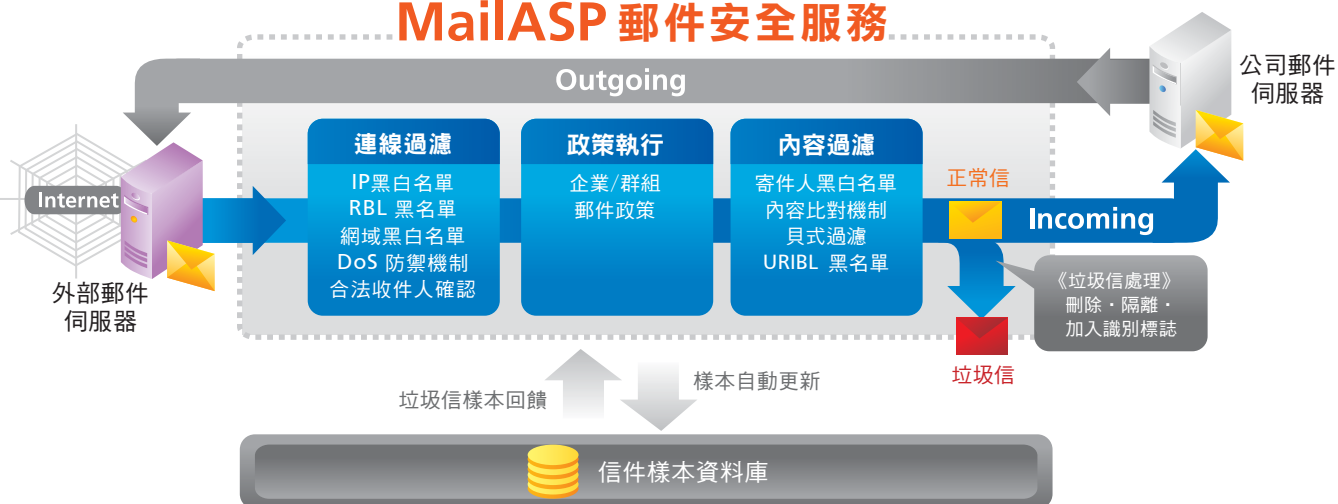 MailASP 郵件安全服務
Outgoing
公司郵件
伺服器
Internet
外部郵件
伺服器
連線過濾
IP黑白名單
RBL 黑名單
網域黑白名單
DoS 防禦機制
合法收件人確認
政策執行
企業/群組
郵件政策
內容過濾
寄件人黑白名單
內容比對機制
貝式過濾
URIBL 黑名單
正常信
Incoming
《垃圾信處理》
刪除・隔離・
加入識別標誌
垃圾信
垃圾信樣本回饋
樣本自動更新
信件樣本資料庫